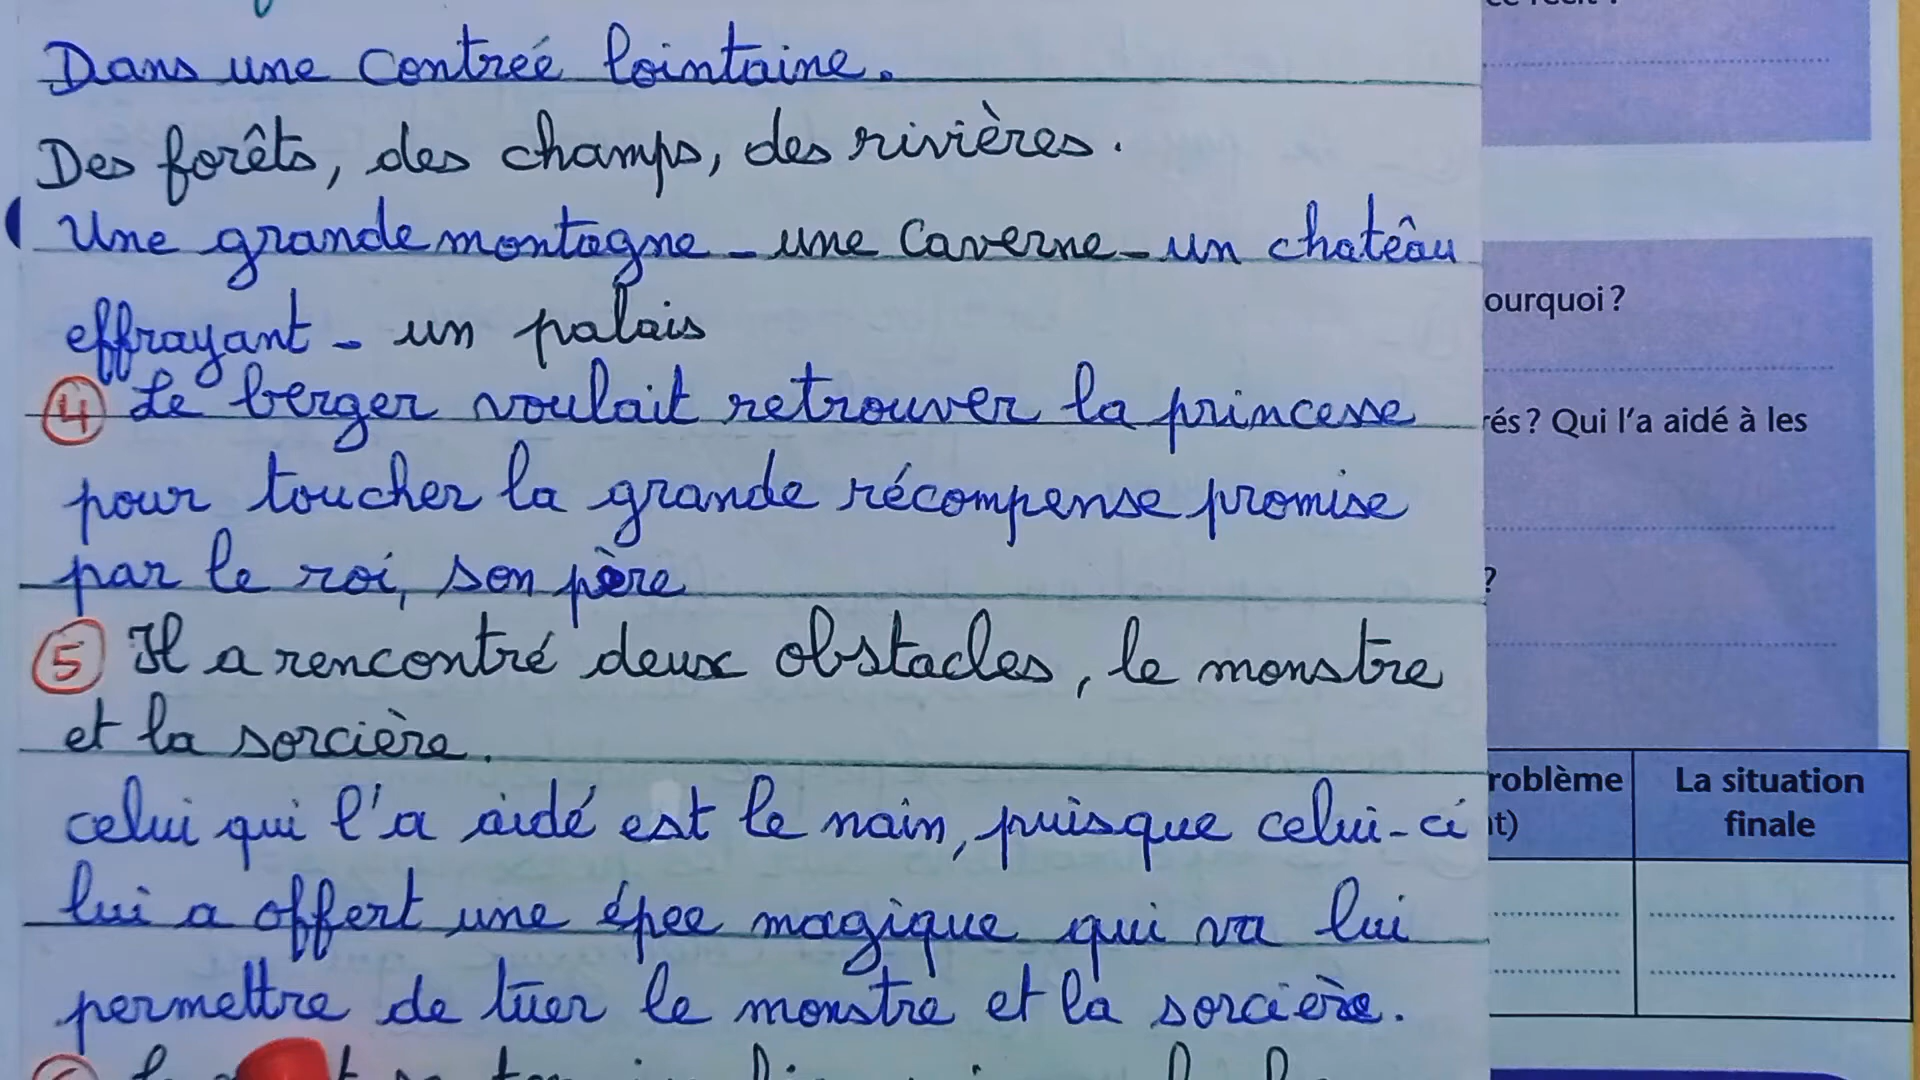 Dans une contreé lointaine.
Des forêts, des champs, des rivières.
Une grande montagne - une caverne - un chateâu
effrayant - un palais
4 Le berger voulait retrouver la princesse
pour toucher la grande récompense promise
par le roi, son père
5 Il a rencontré deux obstacles, le monstre
et la sorcière.
celui qui l'a aidé est le nain, puisque celui-ci
lui a offert une épee magique qui va lui
permettre de tuer le monstre et la sorcière.
ourquoi ?
rés ? Qui l'a aidé à les
?
roblème
t)
La situation
finale